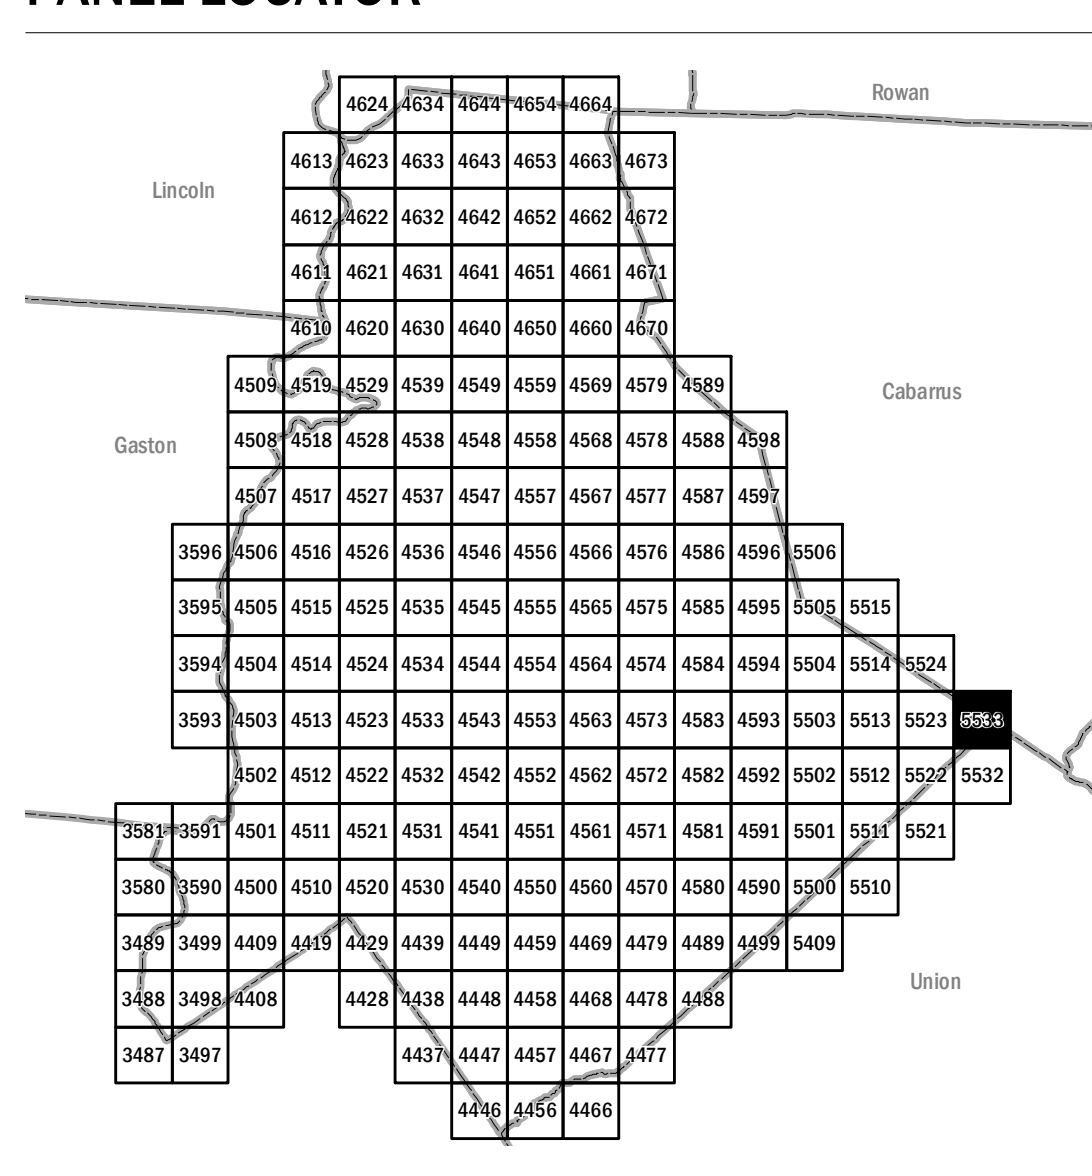 PANEL LOCATOR
Rowan
4624 4634 4644 4654 4664
4613 4623 4633 4643 4653 4663 4673
Lincoln
4612 4622 4632 4642 4652 4662 4672
4611 4621 4631 4641 4651 4661 4671
4610 4620 4630 4640 4650 4660 4670
4509 4519 4529 4539 4549 4559 4569 4579 4589
Cabarrus
4508 4518 4528 4538 4548 4558 4568 4578 4588 4598
Gaston
4507 4517 4527 4537 4547 4557 4567 4577 4587 4597
3596 4506 4516 4526 4536 4546 4556 4566 4576 4586 4596 5506
3595 4505 4515 4525 4535 4545 4555 4565 4575 4585 4595 5505 5515
3594 4504 4514 4524 4534 4544 4554 4564 4574 4584 4594 5504 5514 5524
3593 4503 4513 4523 4533 4543 4553 4563 4573 4583 4593 5503 5513 5523 5533
4502 4512 4522 4532 4542 4552 4562 4572 4582 4592 5502 5512 5522 5532
3581 3591 4501 4511 4521 4531 4541 4551 4561 4571 4581 4591 5501 5511 5521
3580 3590 4500 4510 4520 4530 4540 4550 4560 4570 4580 4590 5500 5510
3489 3499 4409 4419 4429 4439 4449 4459 4469 4479 4489 4499 5409
Union
3488 3498 4408 4428 4438 4448 4458 4468 4478 4488
3487 3497 4437 4447 4457 4467 4477
4446 4456 4466